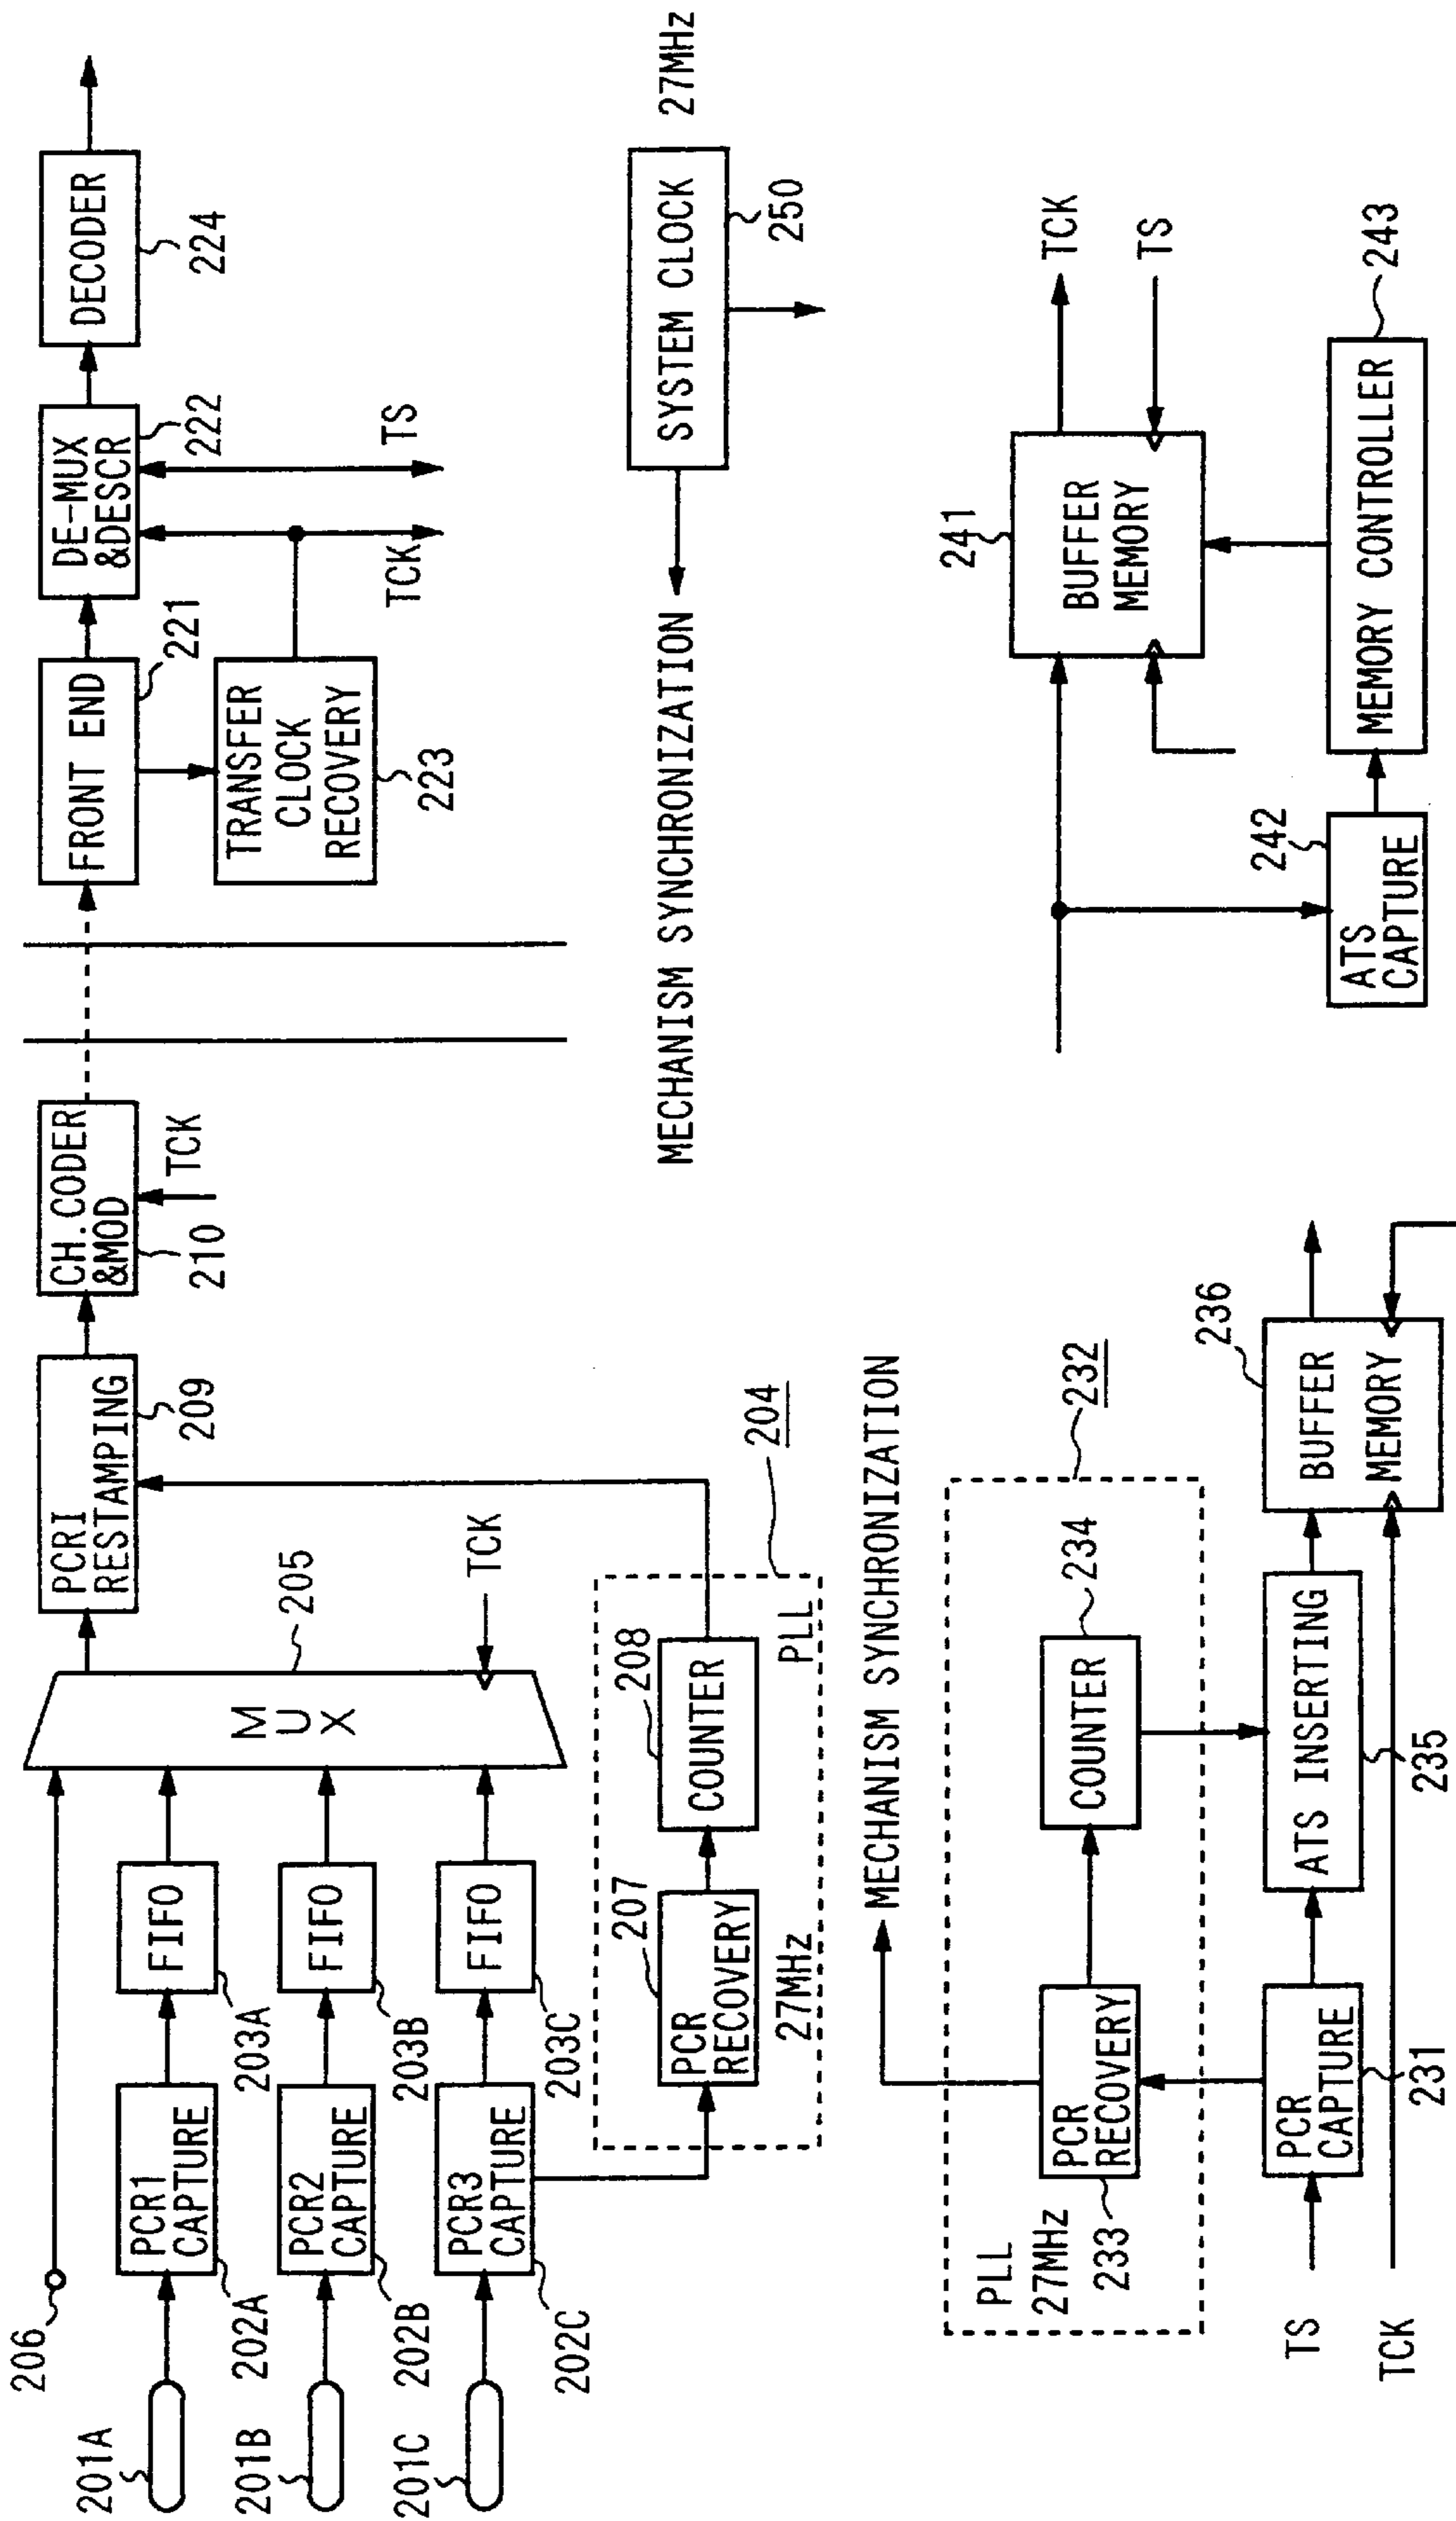 206
201A
202A
PCR1
CAPTURE
203A
FIFO
201B
202B
PCR2
CAPTURE
203B
FIFO
201C
202C
PCR3
CAPTURE
203C
FIFO
MUX
205
TCK
207
PCR
RECOVERY
27MHz
208
COUNTER
PLL
204
PCRI
RESTAMPING
209
CH.CODER
&MOD
210
TCK
FRONT END
221
TRANSFER
CLOCK
RECOVERY
223
DE-MUX
&DESCR
222
TCK
TS
DECODER
224
MECHANISM SYNCHRONIZATION
SYSTEM CLOCK
27MHz
250
MECHANISM SYNCHRONIZATION
PLL
27MHz
233
PCR
RECOVERY
COUNTER
234
232
TS
TCK
PCR
CAPTURE
231
ATS INSERTING
235
BUFFER
MEMORY
236
ATS
CAPTURE
242
241
BUFFER
MEMORY
TCK
TS
MEMORY CONTROLLER
243